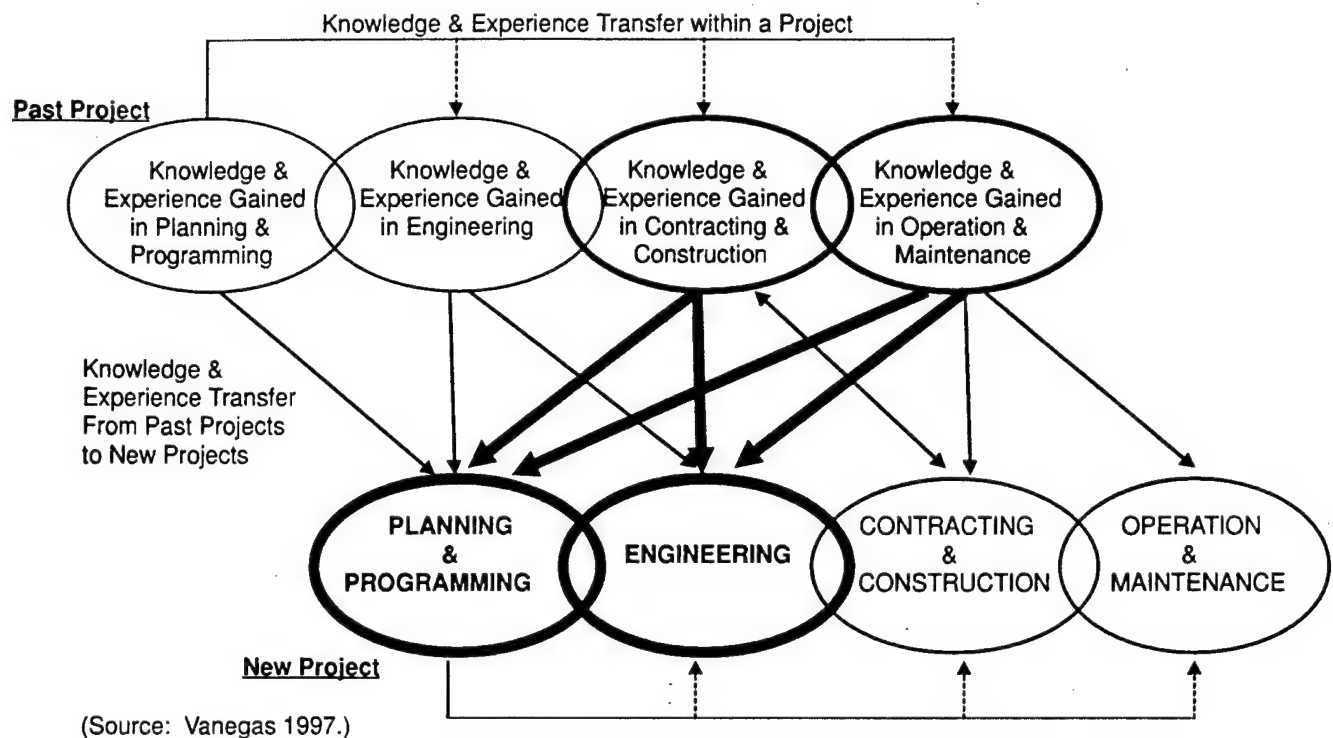 Knowledge & Experience Transfer within a Project
Past Project
Knowledge &
Experience Gained
in Planning &
Programming
Knowledge &
Experience Gained
in Engineering
Knowledge &
Experience Gained
in Contracting &
Construction
Knowledge &
Experience Gained
in Operation &
Maintenance
Knowledge &
Experience Transfer
From Past Projects
to New Projects
PLANNING
&
PROGRAMMING
ENGINEERING
CONTRACTING
&
CONSTRUCTION
OPERATION
&
MAINTENANCE
New Project
(Source: Vanegas 1997.)